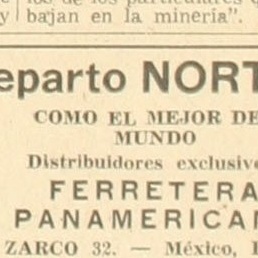 los de los particulares q
y bajan en la minería".
eparto NORT
COMO EL MEJOR DE
MUNDO
Distribuidores exclusiv
FERRETERA
PANAMERICAN
ZARCO 32. — México,